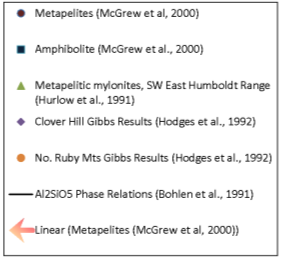 Metapelites (McGrew et al, 2000)
Amphibolite (McGrew et al., 2000)
Metapelitic mylonites, SW East Humboldt Range
(Hurlow et al., 1991)
Clover Hill Gibbs Results (Hodges et al., 1992)
No. Ruby Mts Gibbs Results (Hodges et al., 1992)
Al2SiO5 Phase Relations (Bohlen et al., 1991)
Linear (Metapelites (McGrew et al, 2000))